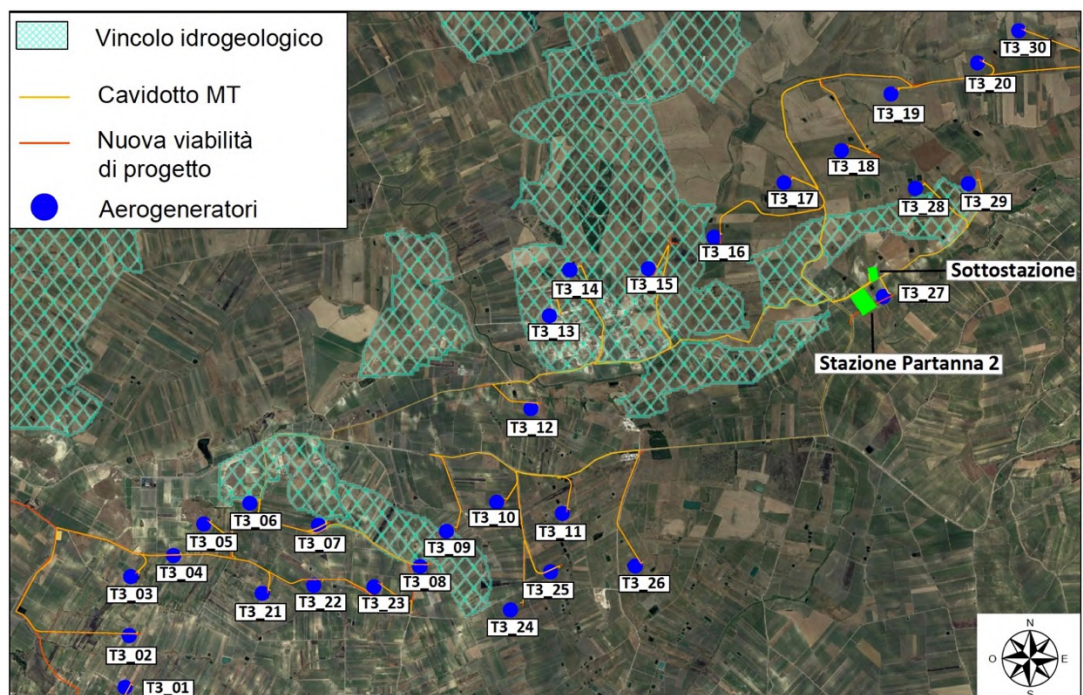 Vincolo idrogeologico
Cavidotto MT
Nuova viabilità
di progetto
Aerogeneratori
T3_30
T3_20
T3_19
T3_18
T3_17
T3_28
T3_29
T3_16
Sottostazione
T3_14
T3_15
T3_27
T3_13
Stazione Partanna 2
T3_12
T3_10
T3_06
T3_11
T3_05
T3_07
T3_09
T3_04
T3_08
T3_26
T3_03
T3_25
T3_21
T3_22
T3_23
T3_24
T3_02
T3_01
N
O
E
S